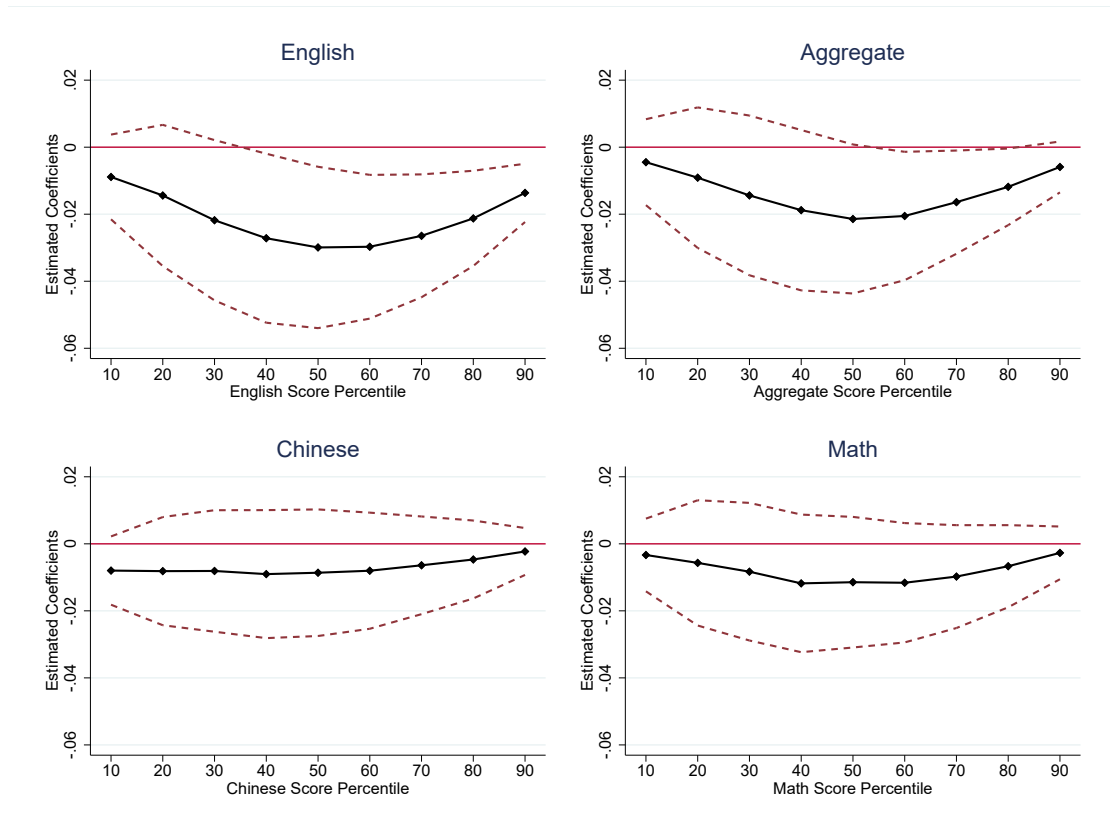 English
Estimated Coefficients
.02
0
-.02
-.04
-.06
10 20 30 40 50 60 70 80 90
English Score Percentile
Aggregate
Estimated Coefficients
.02
0
-.02
-.04
-.06
10 20 30 40 50 60 70 80 90
Aggregate Score Percentile
Chinese
Estimated Coefficients
.02
0
-.02
-.04
-.06
10 20 30 40 50 60 70 80 90
Chinese Score Percentile
Math
Estimated Coefficients
.02
0
-.02
-.04
-.06
10 20 30 40 50 60 70 80 90
Math Score Percentile